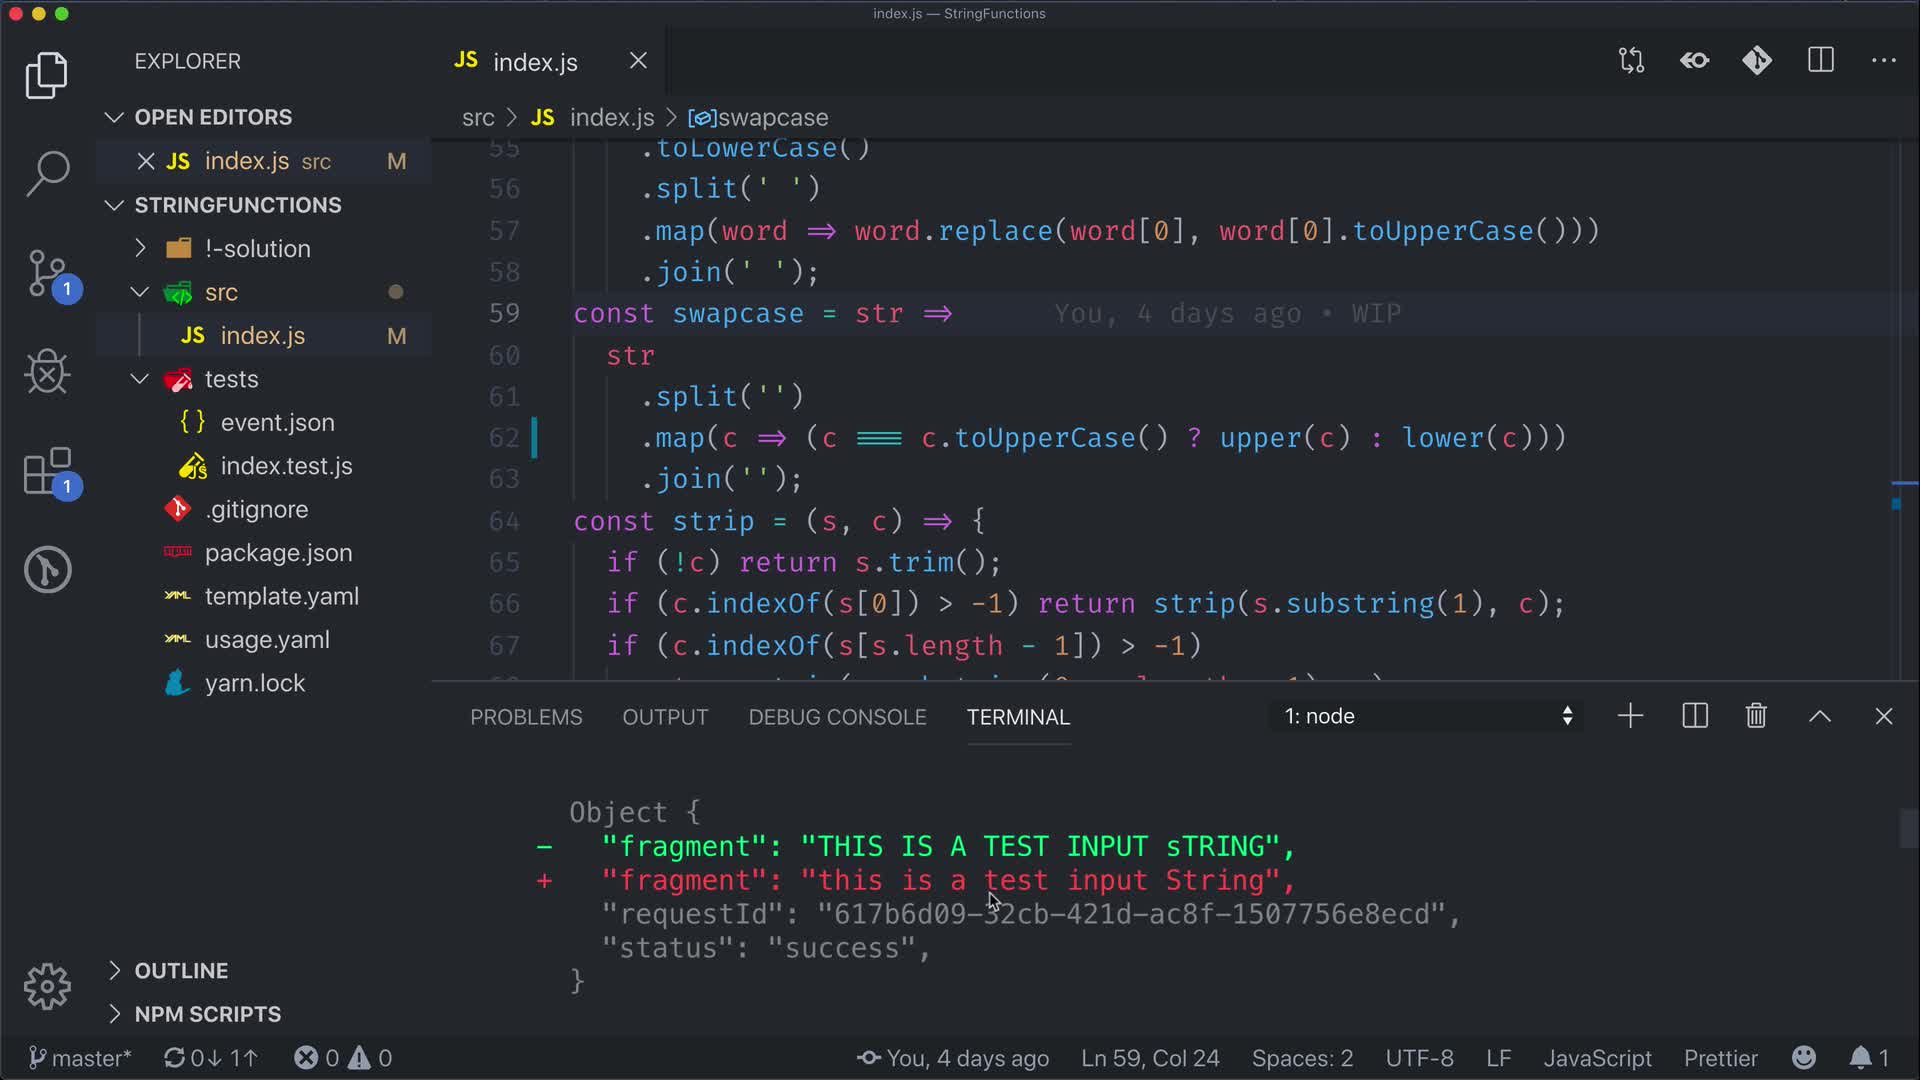 index.js — StringFunctions
EXPLORER
OPEN EDITORS
JS index.js src M
STRINGFUNCTIONS
!-solution
src
JS index.js M
tests
{ } event.json
index.test.js
.gitignore
package.json
template.yaml
usage.yaml
yarn.lock
OUTLINE
NPM SCRIPTS
1
1
JS index.js
src > JS index.js > swapcase
55 .toLowerCase()
56 .split(' ')
57 .map(word => word.replace(word[0], word[0].toUpperCase()))
58 .join(' ');
59 const swapcase = str => You, 4 days ago • WIP
60 str
61 .split('')
62 .map(c => (c === c.toUpperCase() ? upper(c) : lower(c)))
63 .join('');
64 const strip = (s, c) => {
65 if (!c) return s.trim();
66 if (c.indexOf(s[0]) > -1) return strip(s.substring(1), c);
67 if (c.indexOf(s[s.length - 1]) > -1)
PROBLEMS OUTPUT DEBUG CONSOLE TERMINAL 1: node
Object {
- "fragment": "THIS IS A TEST INPUT sTRING",
+ "fragment": "this is a test input String",
"requestId": "617b6d09-32cb-421d-ac8f-1507756e8ecd",
"status": "success",
}
master* 0↓ 1↑ 0 0 You, 4 days ago Ln 59, Col 24 Spaces: 2 UTF-8 LF JavaScript Prettier 1